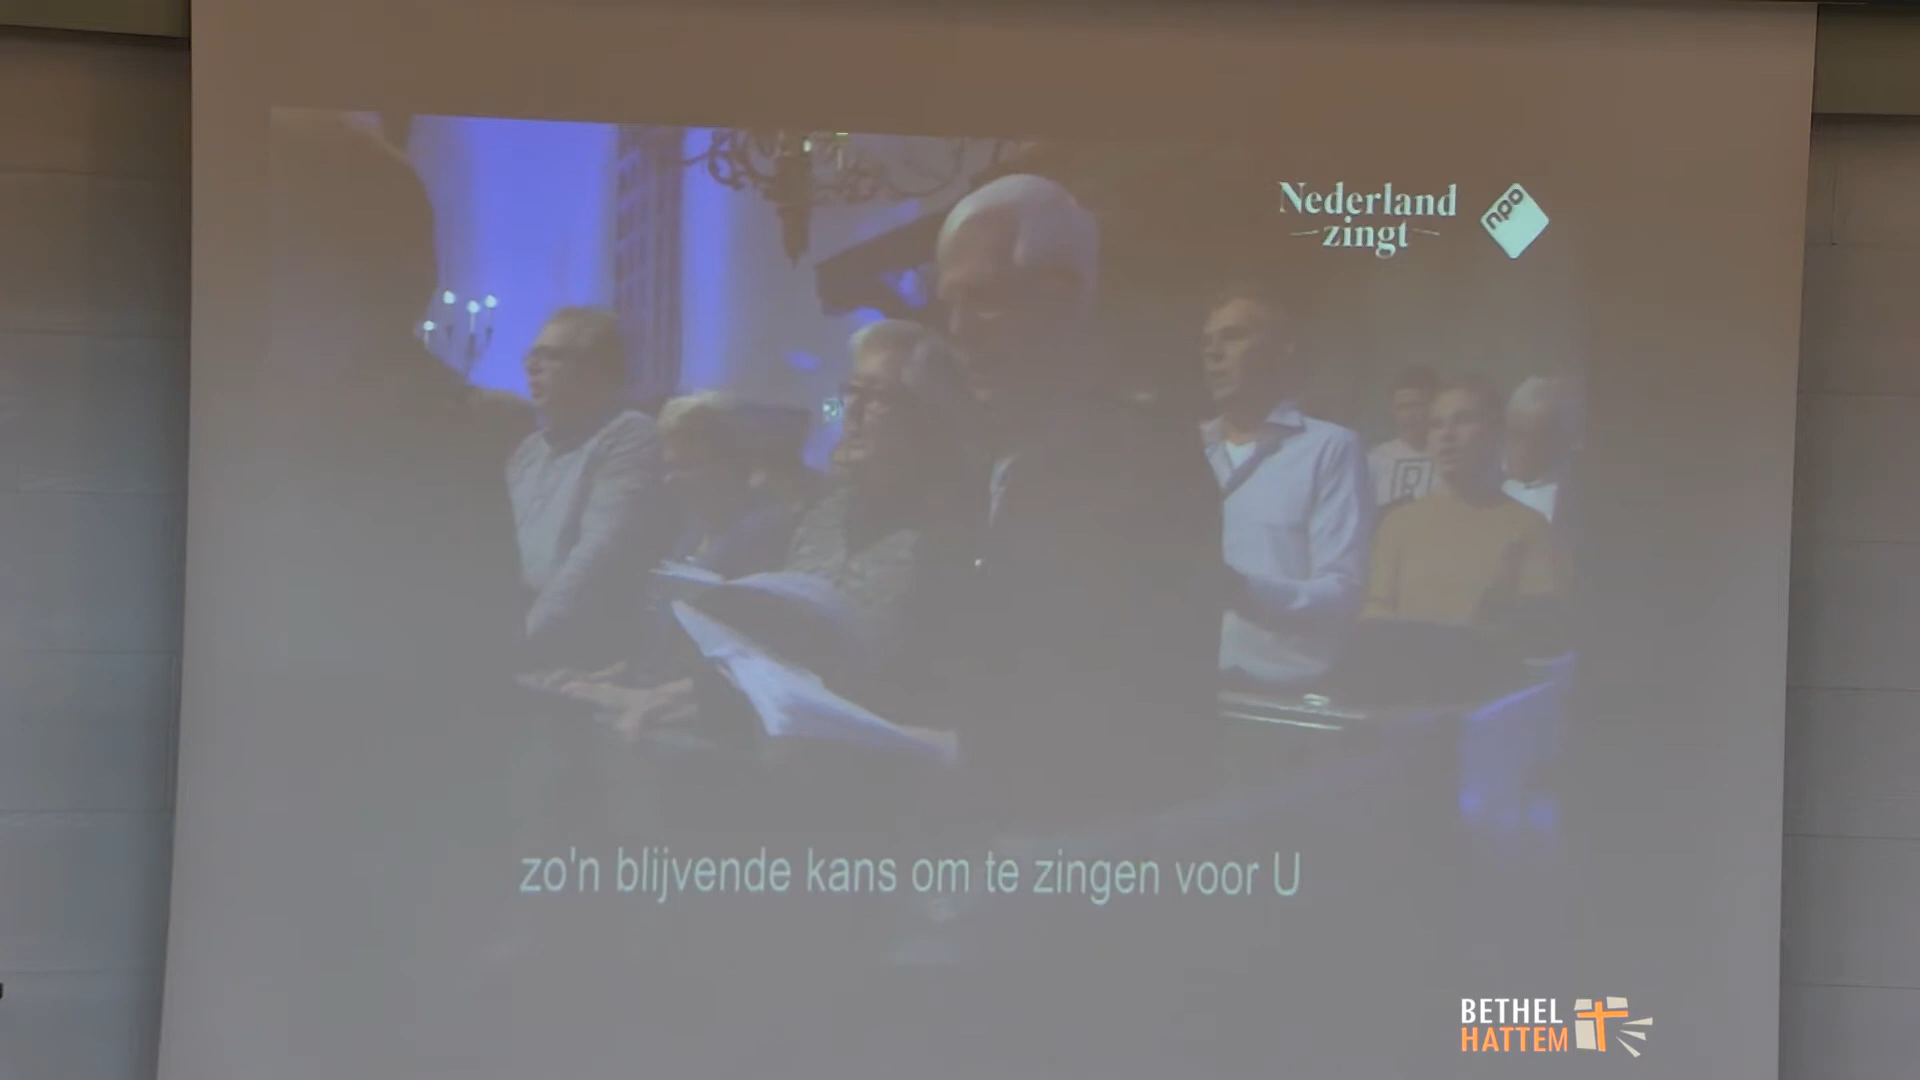 Nederland
zingt
npo
R
zo'n blijvende kans om te zingen voor U
BETHEL
HATTEM